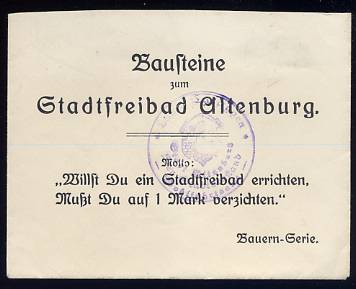 Bauſteine
zum
Stadtfreibad Altenburg.
Motto:
„Willſt Du ein Stadtfreibad errichten,
Mußt Du auf 1 Mark verzichten.“
Bauern-Serie.